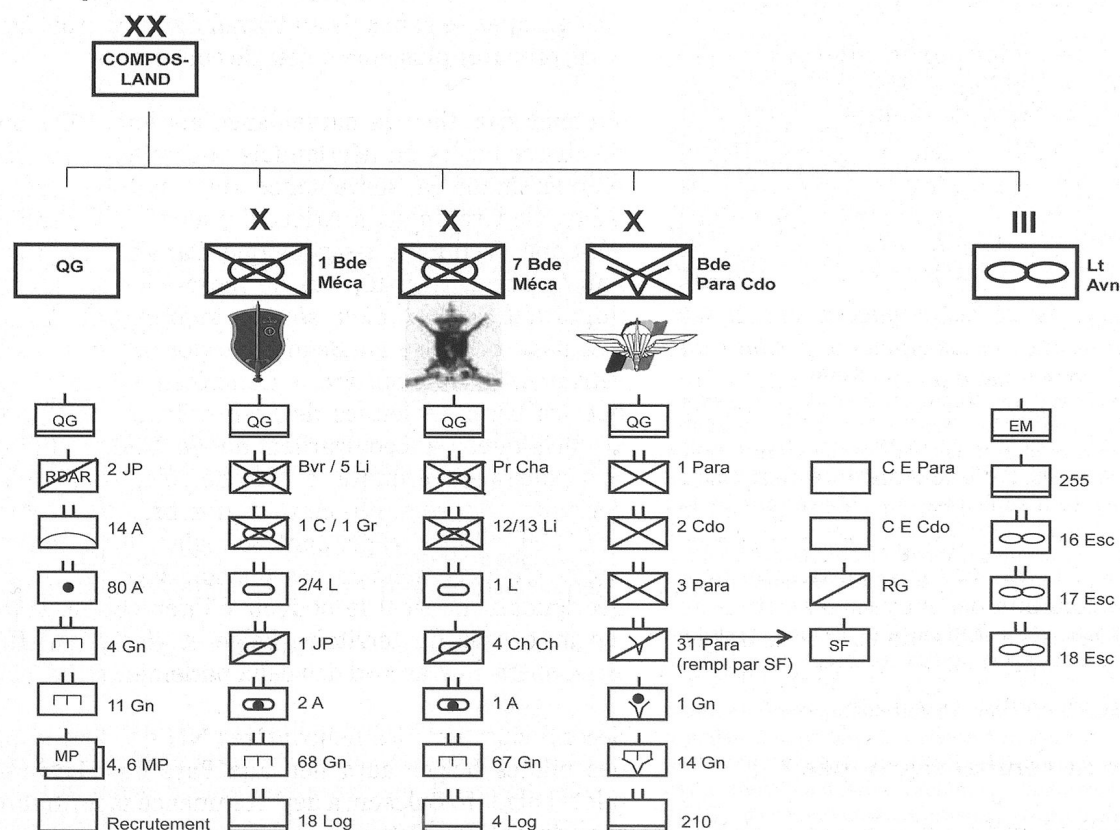 XX
COMPOS-
LAND
X
X
X
III
QG
1 Bde
Méca
7 Bde
Méca
Bde
Para Cdo
Lt
Avn
QG
QG
QG
QG
EM
RDAR
2 JP
Bvr / 5 Li
Pr Cha
1 Para
C E Para
255
14 A
1 C / 1 Gr
12/13 Li
2 Cdo
C E Cdo
16 Esc
80 A
2/4 L
1 L
3 Para
RG
17 Esc
4 Gn
1 JP
4 Ch Ch
31 Para
(rempl par SF)
SF
18 Esc
11 Gn
2 A
1 A
1 Gn
MP
4, 6 MP
68 Gn
67 Gn
14 Gn
Recrutement
18 Log
4 Log
210